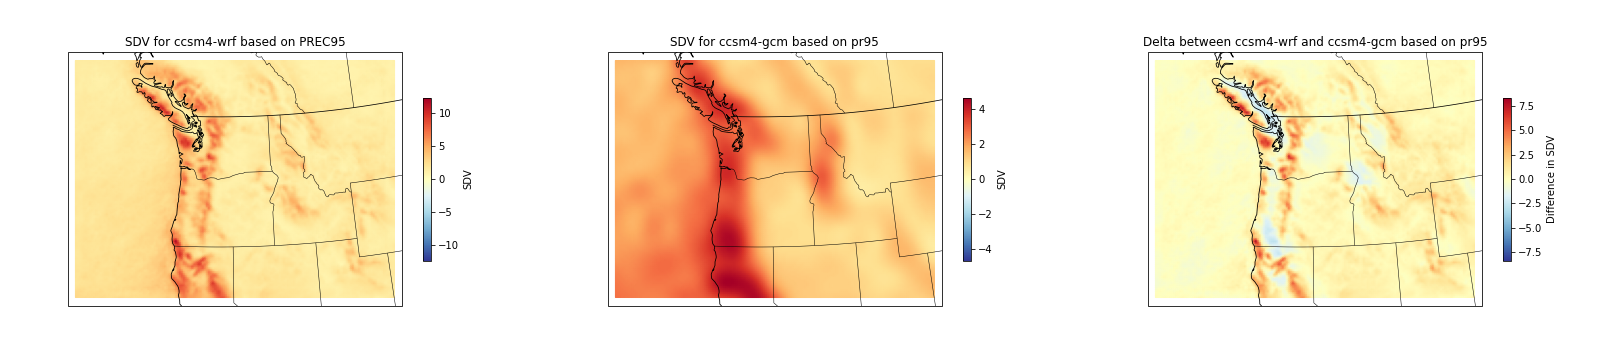 SDV for ccsm4-wrf based on PREC95
10
5
0
−5
−10
SDV
SDV for ccsm4-gcm based on pr95
4
2
0
−2
−4
SDV
Delta between ccsm4-wrf and ccsm4-gcm based on pr95
7.5
5.0
2.5
0.0
−2.5
−5.0
−7.5
Difference in SDV